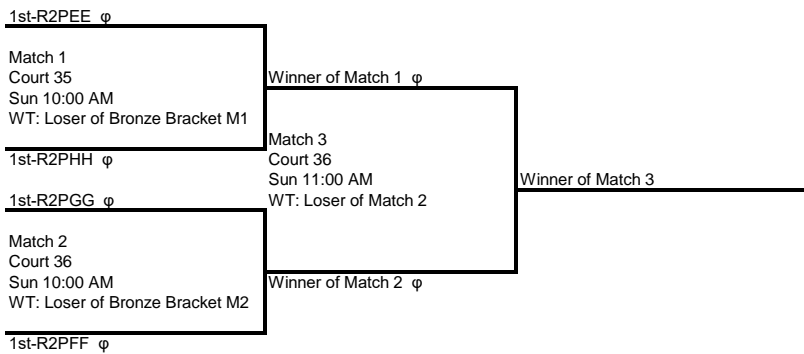 1st-R2PEE φ
Match 1
Court 35
Sun 10:00 AM
WT: Loser of Bronze Bracket M1
1st-R2PHH φ
Winner of Match 1 φ
Match 3
Court 36
Sun 11:00 AM
WT: Loser of Match 2
Winner of Match 3
1st-R2PGG φ
Match 2
Court 36
Sun 10:00 AM
WT: Loser of Bronze Bracket M2
1st-R2PFF φ
Winner of Match 2 φ